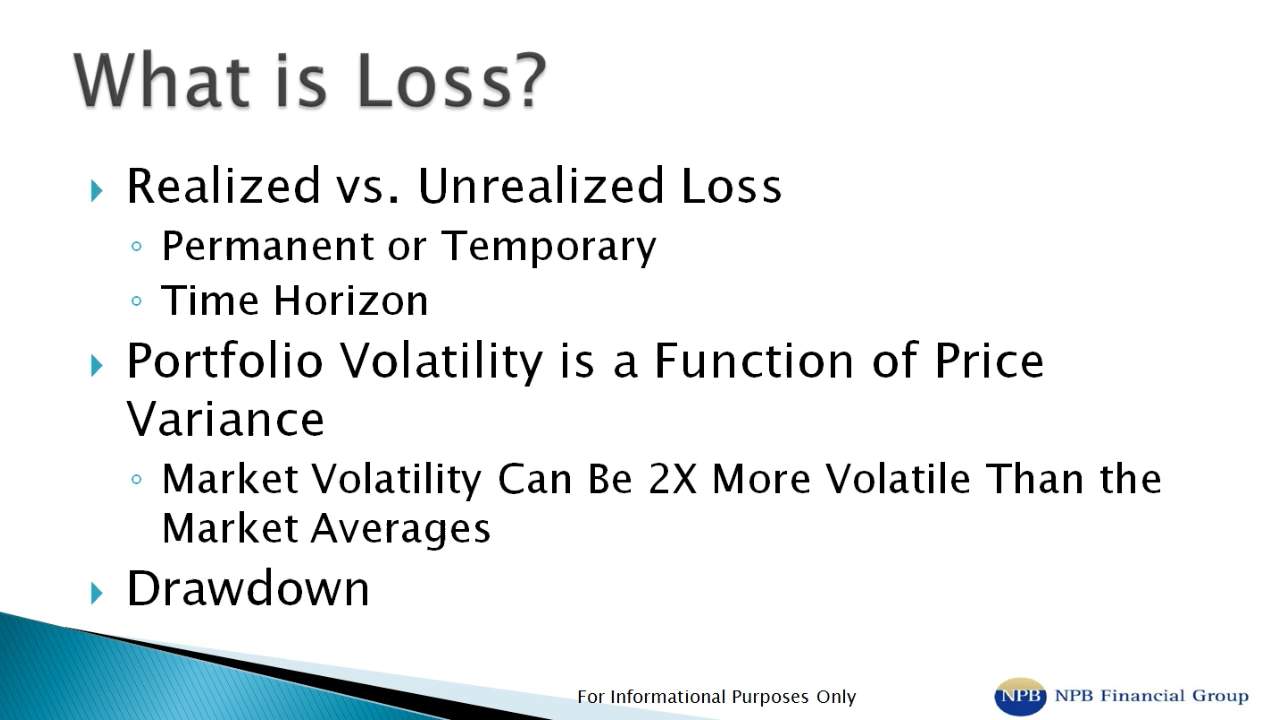 What is Loss?
Realized vs. Unrealized Loss
Permanent or Temporary
Time Horizon
Portfolio Volatility is a Function of Price
Variance
Market Volatility Can Be 2X More Volatile Than the
Market Averages
Drawdown
For Informational Purposes Only
NPB NPB Financial Group